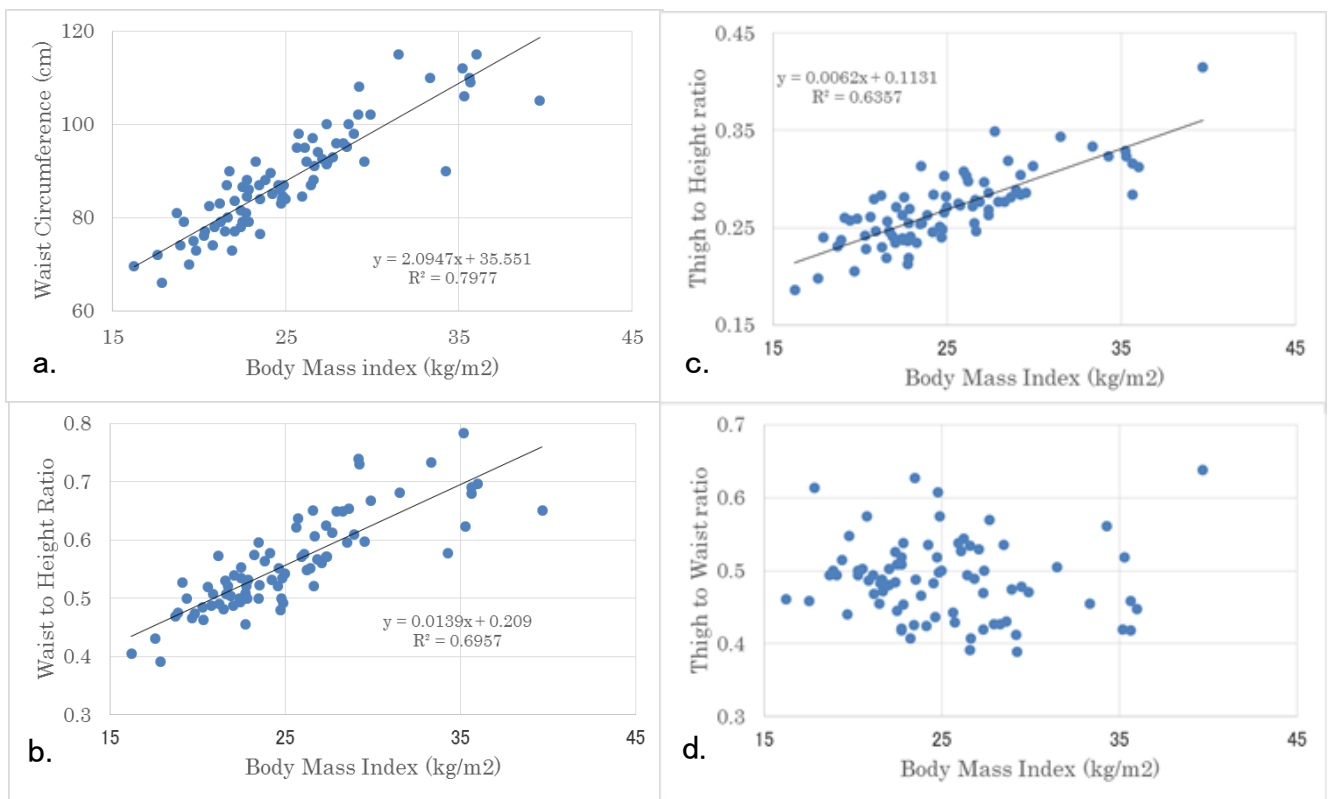 120
100
80
60
15
25
35
45
Waist Circumference (cm)
y = 2.0947x + 35.551
R² = 0.7977
Body Mass index (kg/m2)
a.
0.45
0.35
0.25
0.15
15
25
35
45
Thigh to Height ratio
y = 0.0062x + 0.1131
R² = 0.6357
Body Mass Index (kg/m2)
c.
0.8
0.7
0.6
0.5
0.4
0.3
15
25
35
45
Waist to Height Ratio
y = 0.0139x + 0.209
R² = 0.6957
Body Mass Index (kg/m2)
b.
0.7
0.6
0.5
0.4
0.3
15
25
35
45
Thigh to Waist ratio
Body Mass Index (kg/m2)
d.